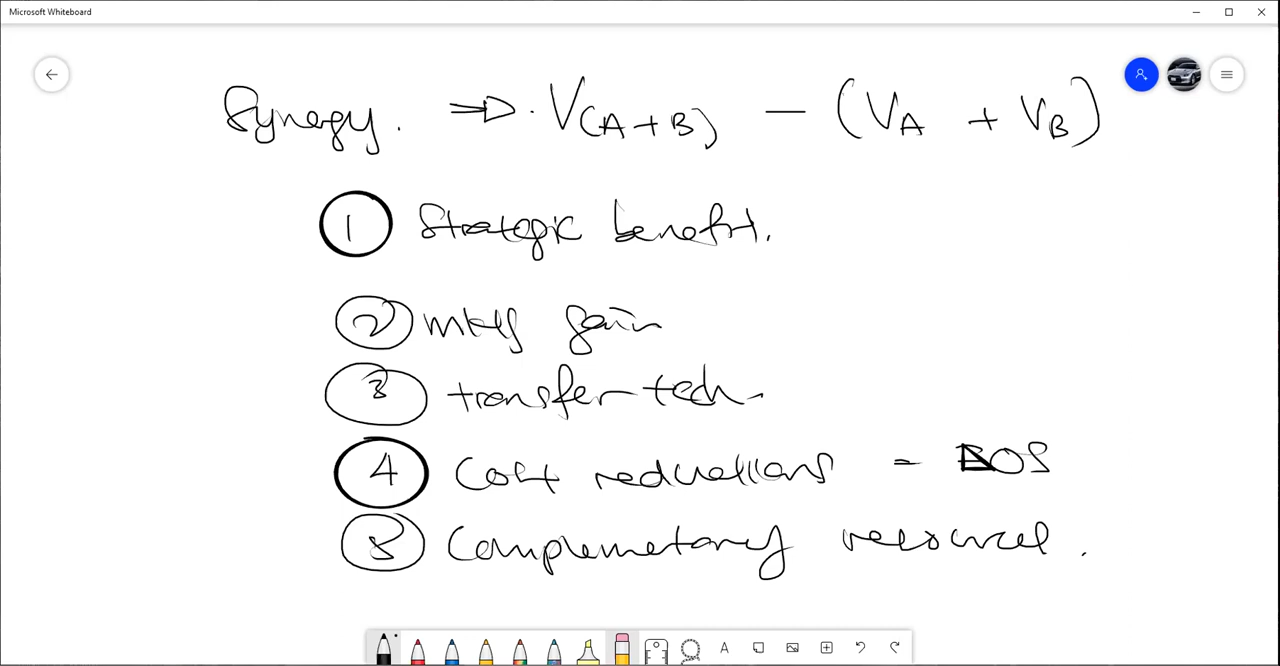 Microsoft Whiteboard
Synergy. ⇒ V(A+B) — (VA + VB)
1 Strategic benefit.
2 mktg gain
3 transfer tech.
4 Cost reductions = EOS
5 Complemetary resources.
A